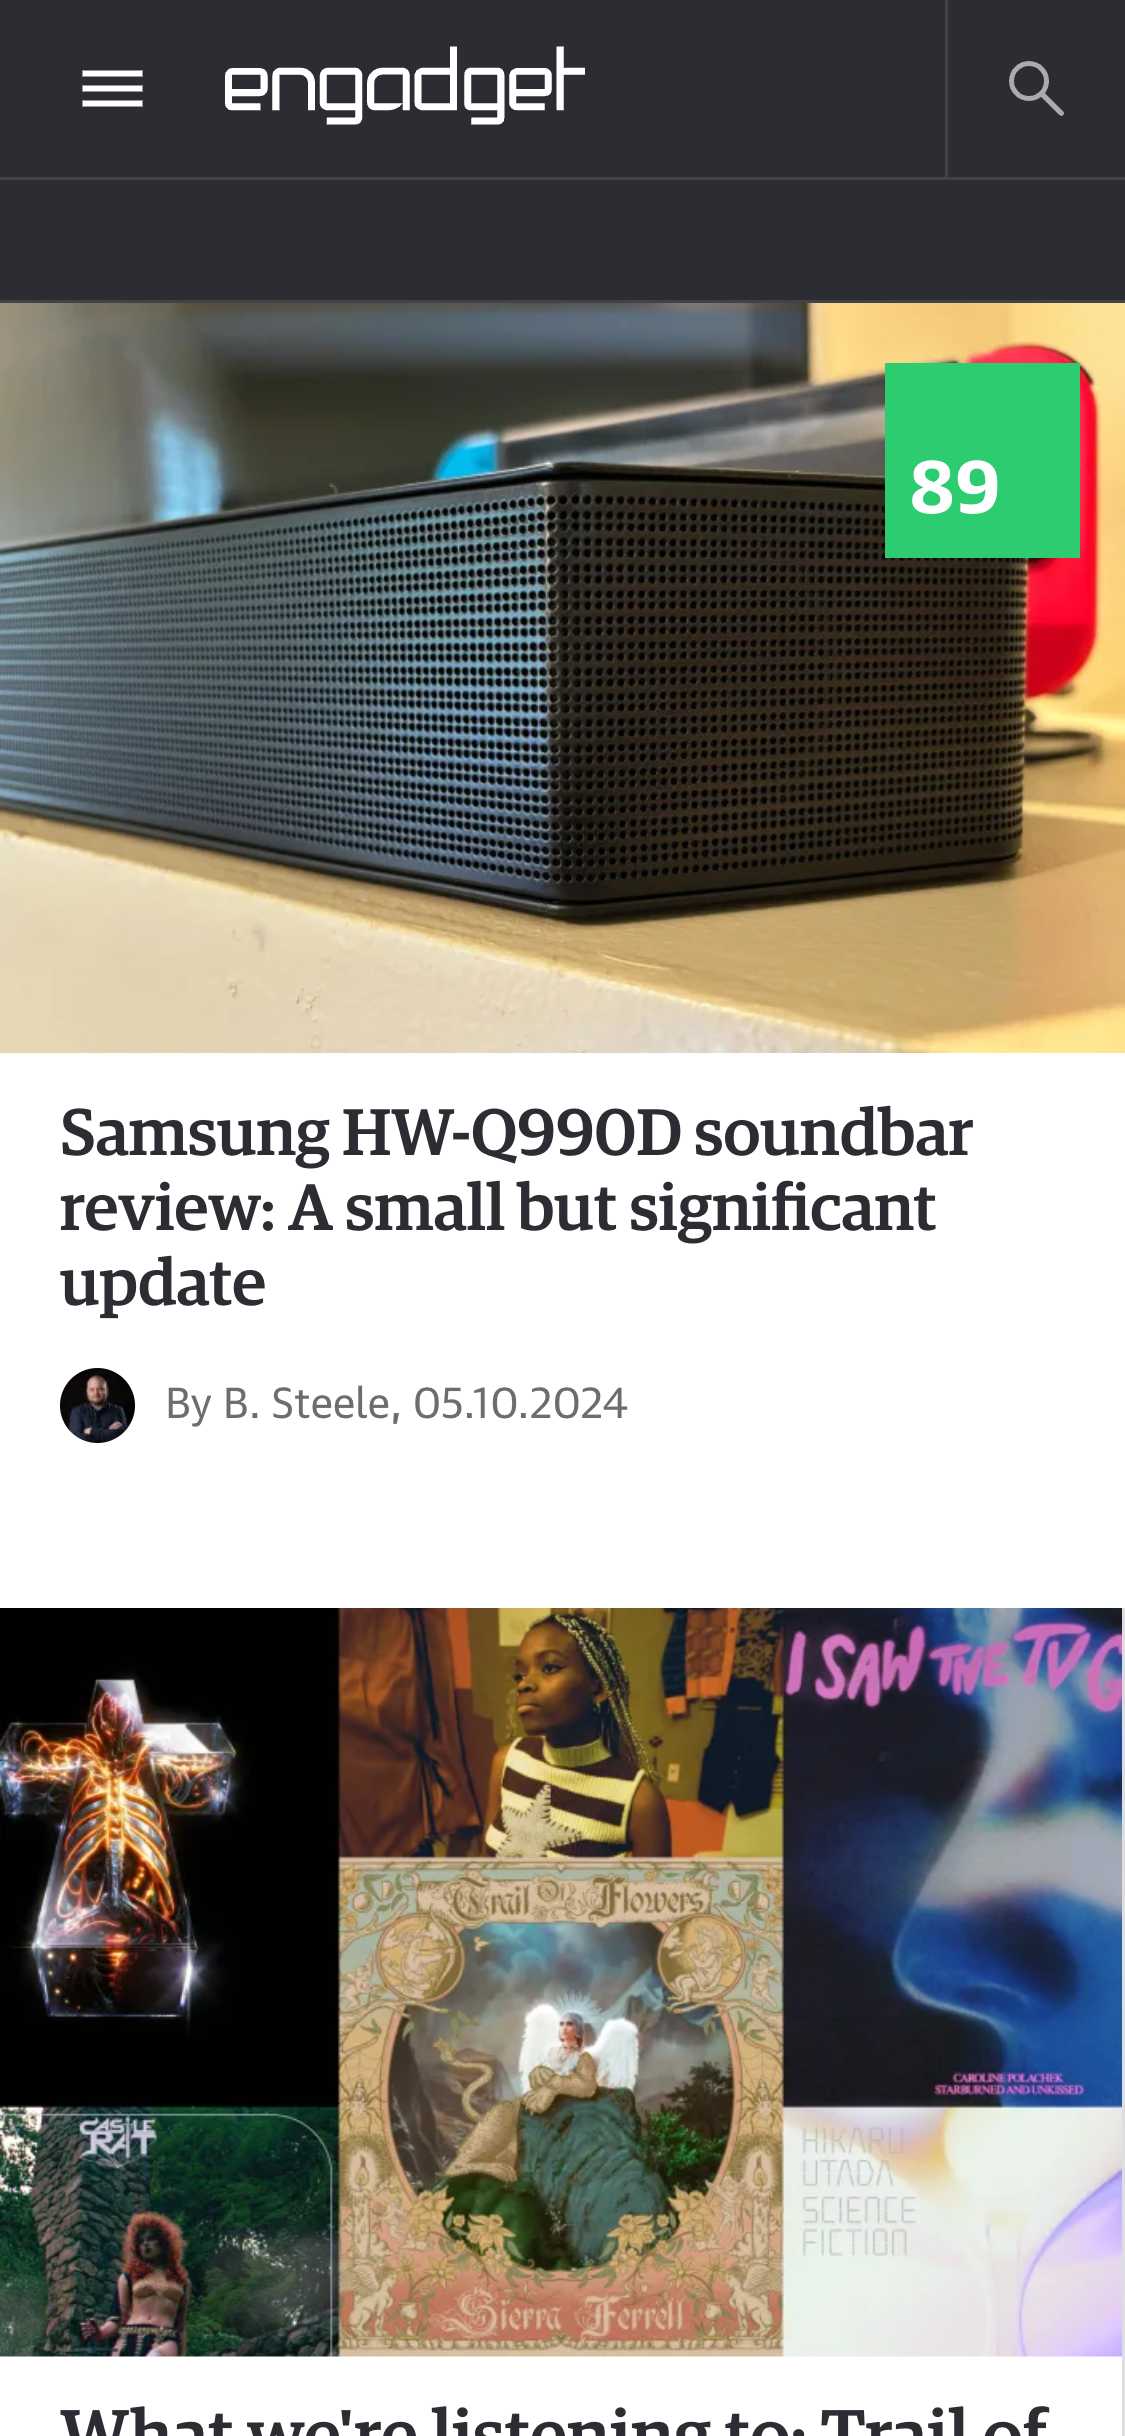 engadget
89
Samsung HW-Q990D soundbar
review: A small but significant
update
By B. Steele, 05.10.2024
I SAW THE TV G
Trail Of Flowers
CAROLINE POLACHEK
STARBURNED AND UNKISSED
CASTLE
RAT
HIKARU
UTADA
SCIENCE
FICTION
Sierra Ferrell
What we're listening to: Trail of